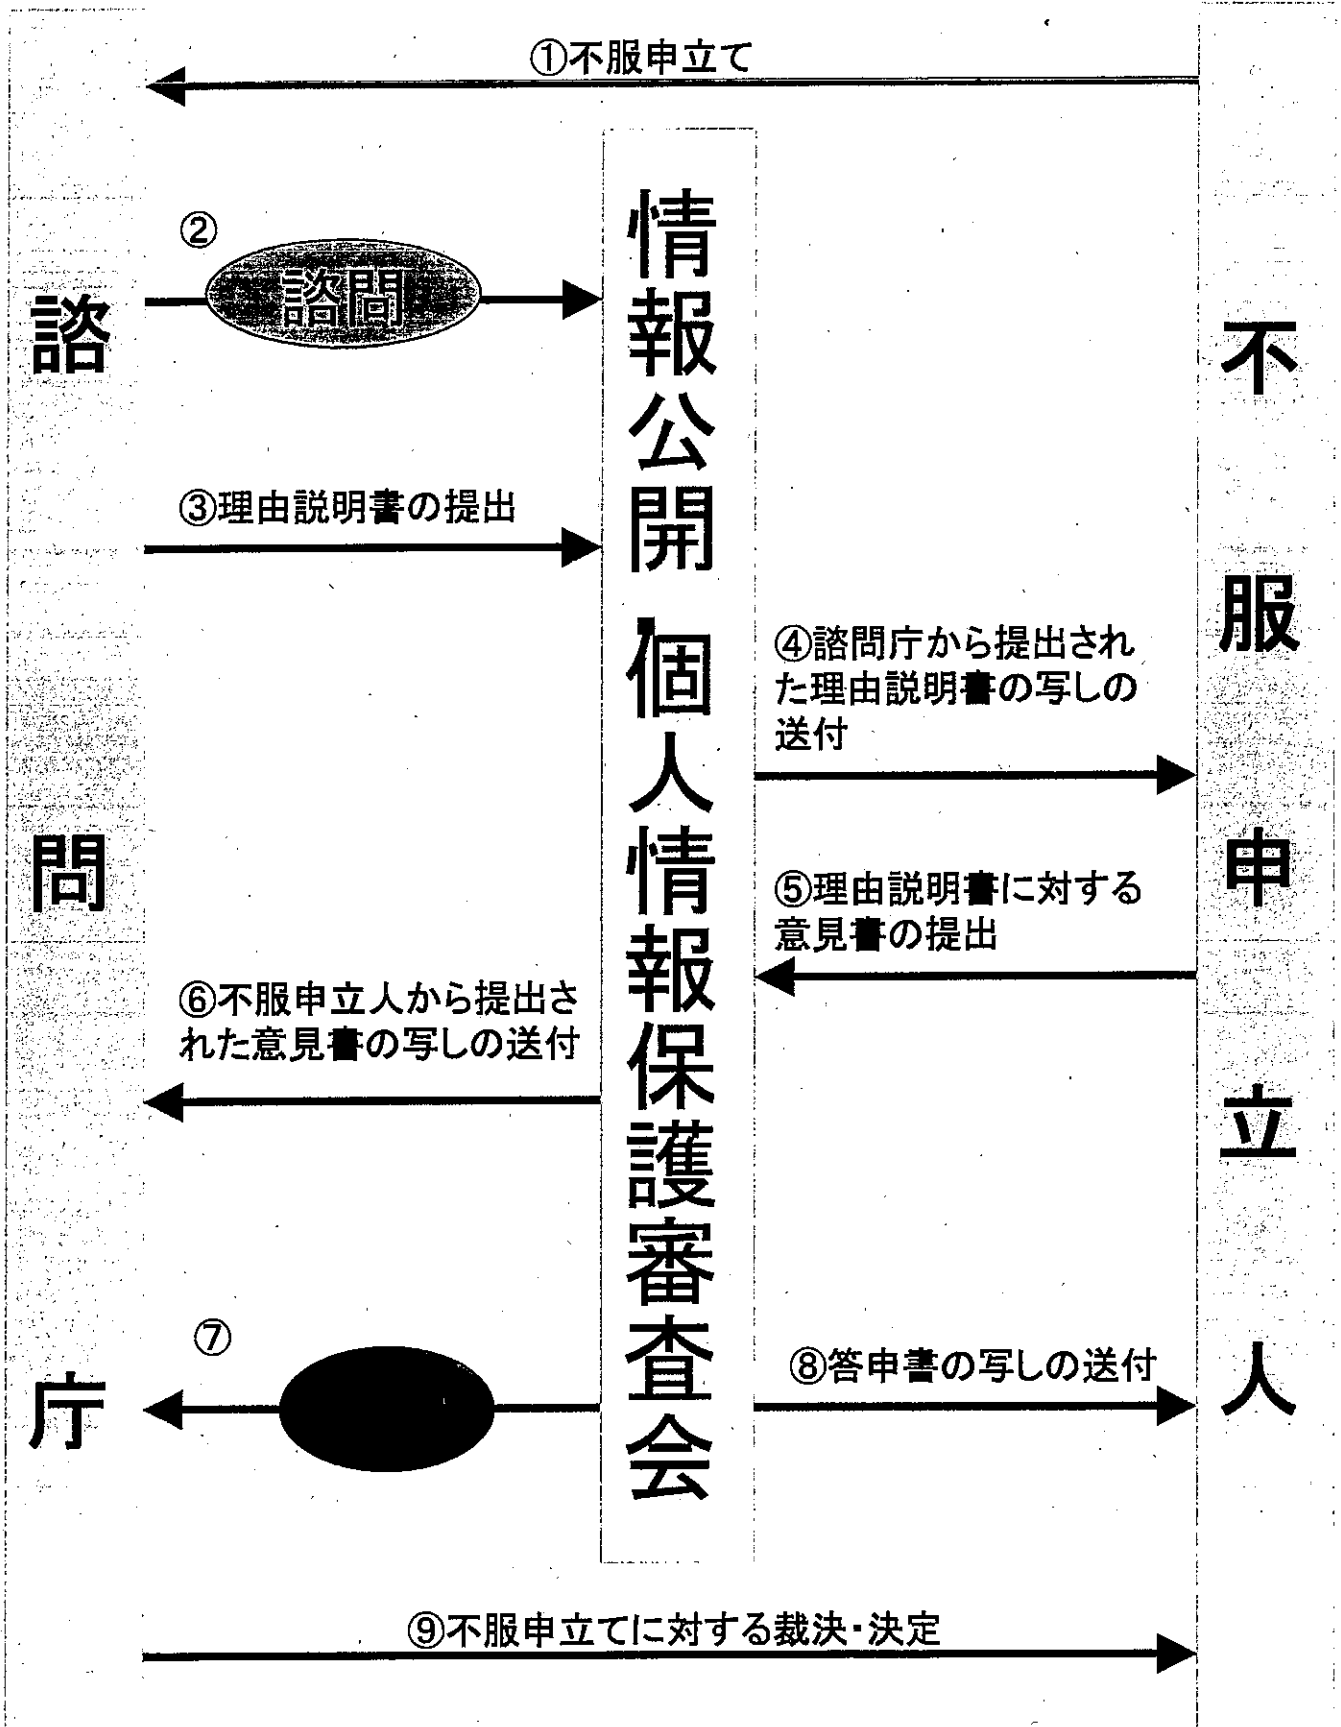 ①不服申立て
諮問庁
情報公開・個人情報保護審査会
不服申立人
②
諮問
③理由説明書の提出
④諮問庁から提出され
た理由説明書の写しの
送付
⑤理由説明書に対する
意見書の提出
⑥不服申立人から提出さ
れた意見書の写しの送付
⑦
⑧答申書の写しの送付
⑨不服申立てに対する裁決・決定